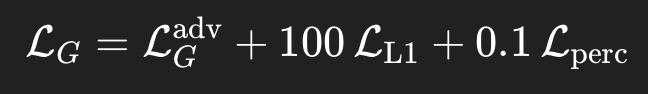 ℒ_G = ℒ_G^adv + 100 ℒ_L1 + 0.1 ℒ_perc